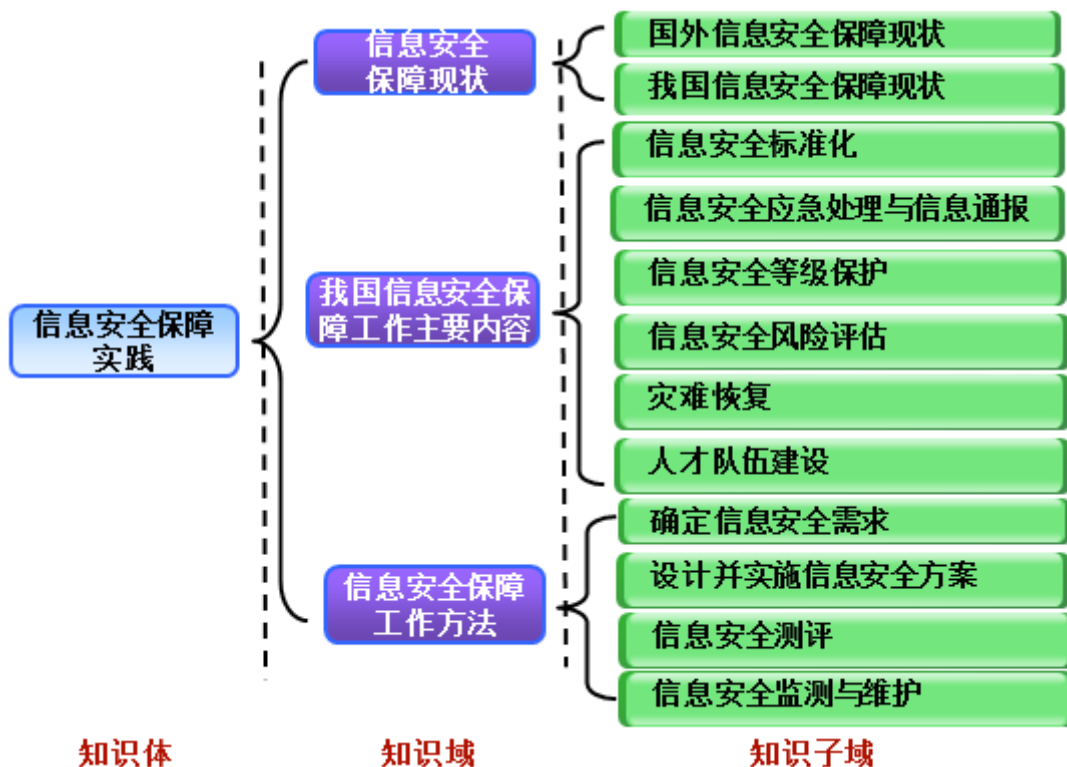 信息安全保障
实践
信息安全
保障现状
国外信息安全保障现状
我国信息安全保障现状
我国信息安全保
障工作主要内容
信息安全标准化
信息安全应急处理与信息通报
信息安全等级保护
信息安全风险评估
灾难恢复
人才队伍建设
信息安全保障
工作方法
确定信息安全需求
设计并实施信息安全方案
信息安全测评
信息安全监测与维护
知识体
知识域
知识子域